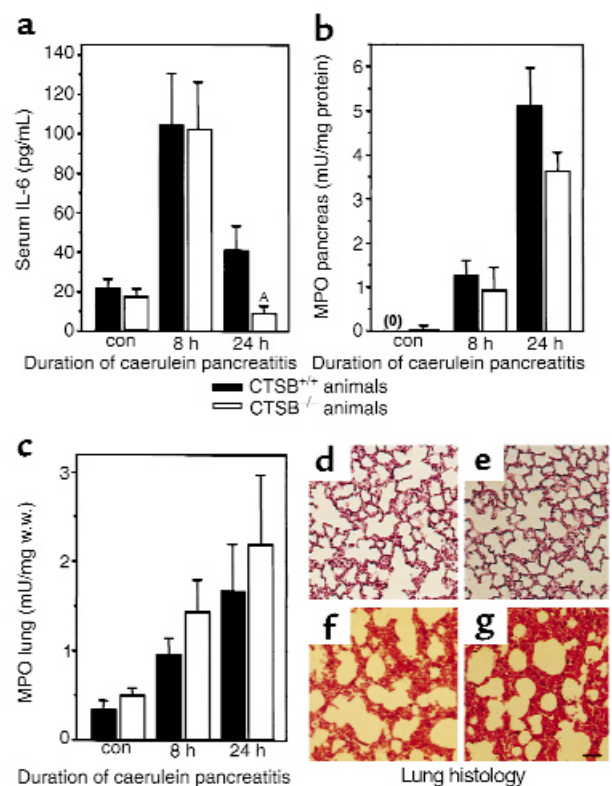 a
Serum IL-6 (pg/mL)
140
120
100
80
60
40
20
0
A
con 8 h 24 h
Duration of caerulein pancreatitis
b
MPO pancreas (mU/mg protein)
6
5
4
3
2
1
0
(0)
con 8 h 24 h
Duration of caerulein pancreatitis
CTSB+/+ animals
CTSB−/− animals
c
MPO lung (mU/mg w.w.)
3
2
1
0
con 8 h 24 h
Duration of caerulein pancreatitis
d
e
f
g
Lung histology